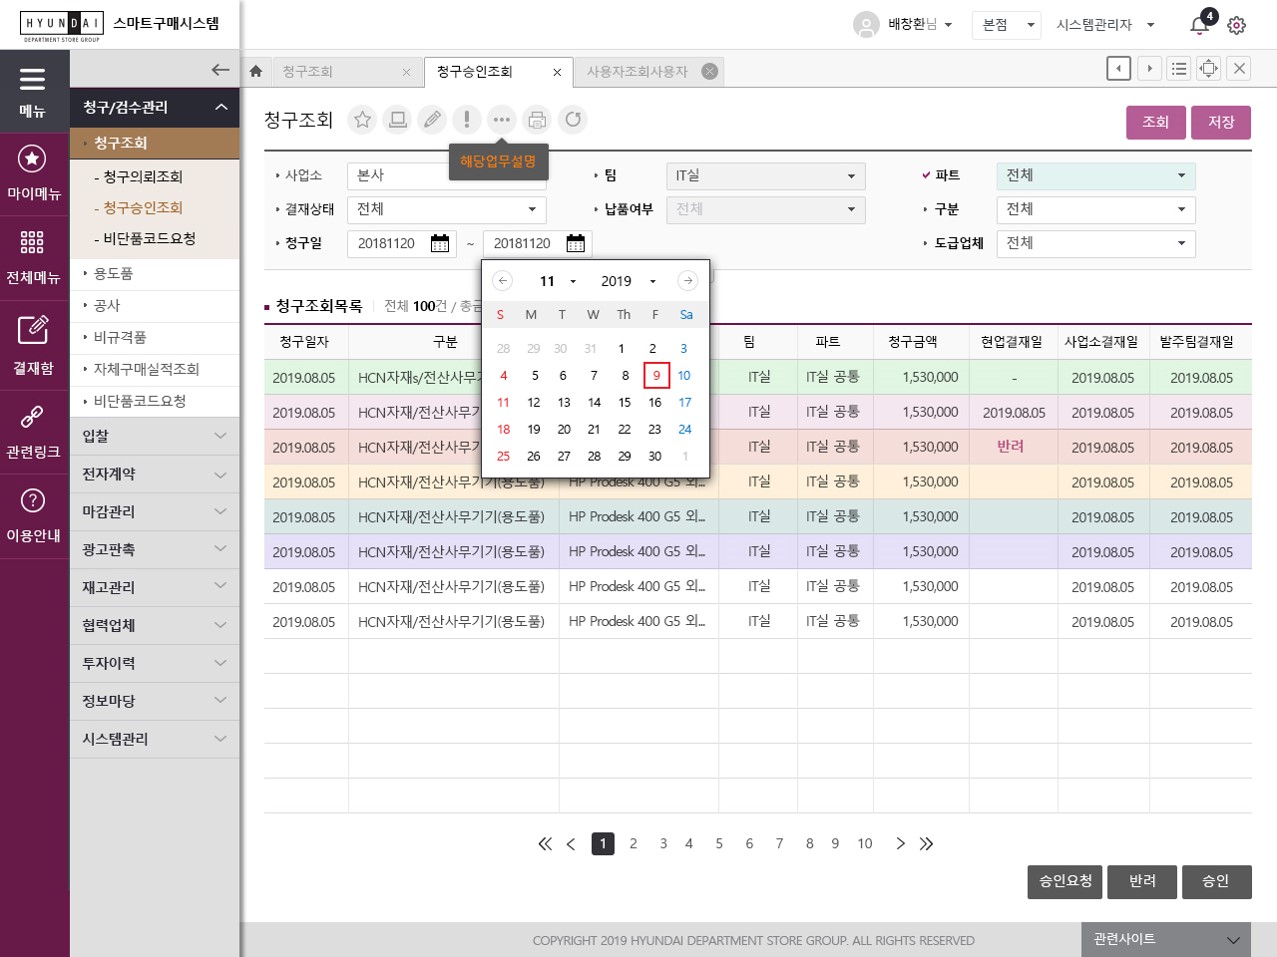 HYUNDAI
DEPARTMENT STORE GROUP
스마트구매시스템
배창환님
본점
시스템관리자
4
메뉴
마이메뉴
전체메뉴
결재함
관련링크
이용안내
청구/검수관리
청구조회
- 청구의뢰조회
- 청구승인조회
- 비단품코드요청
용도품
공사
비규격품
자체구매실적조회
비단품코드요청
입찰
전자계약
마감관리
광고판촉
재고관리
협력업체
투자이력
정보마당
시스템관리
청구조회
청구승인조회
사용자조회사용자
청구조회
해당업무설명
조회
저장
사업소 본사
팀 IT실
파트 전체
결재상태 전체
납품여부 전체
구분 전체
청구일 20181120 ~ 20181120
도급업체 전체
11 2019
S M T W Th F Sa
28 29 30 31 1 2 3
4 5 6 7 8 9 10
11 12 13 14 15 16 17
18 19 20 21 22 23 24
25 26 27 28 29 30 1
청구조회목록 전체 100건 / 총금
청구일자 구분 팀 파트 청구금액 현업결재일 사업소결재일 발주팀결재일
2019.08.05 HCN자재s/전산사무기 IT실 IT실 공통 1,530,000 - 2019.08.05 2019.08.05
2019.08.05 HCN자재/전산사무기 IT실 IT실 공통 1,530,000 2019.08.05 2019.08.05 2019.08.05
2019.08.05 HCN자재/전산사무기 IT실 IT실 공통 1,530,000 반려 2019.08.05 2019.08.05
2019.08.05 HCN자재/전산사무기기(용도품) HP Prodesk 400 G5 외... IT실 IT실 공통 1,530,000 2019.08.05 2019.08.05
2019.08.05 HCN자재/전산사무기기(용도품) HP Prodesk 400 G5 외... IT실 IT실 공통 1,530,000 2019.08.05 2019.08.05
2019.08.05 HCN자재/전산사무기기(용도품) HP Prodesk 400 G5 외... IT실 IT실 공통 1,530,000 2019.08.05 2019.08.05
2019.08.05 HCN자재/전산사무기기(용도품) HP Prodesk 400 G5 외... IT실 IT실 공통 1,530,000 2019.08.05 2019.08.05
2019.08.05 HCN자재/전산사무기기(용도품) HP Prodesk 400 G5 외... IT실 IT실 공통 1,530,000 2019.08.05 2019.08.05
1 2 3 4 5 6 7 8 9 10
승인요청
반려
승인
COPYRIGHT 2019 HYUNDAI DEPARTMENT STORE GROUP. ALL RIGHTS RESERVED
관련사이트